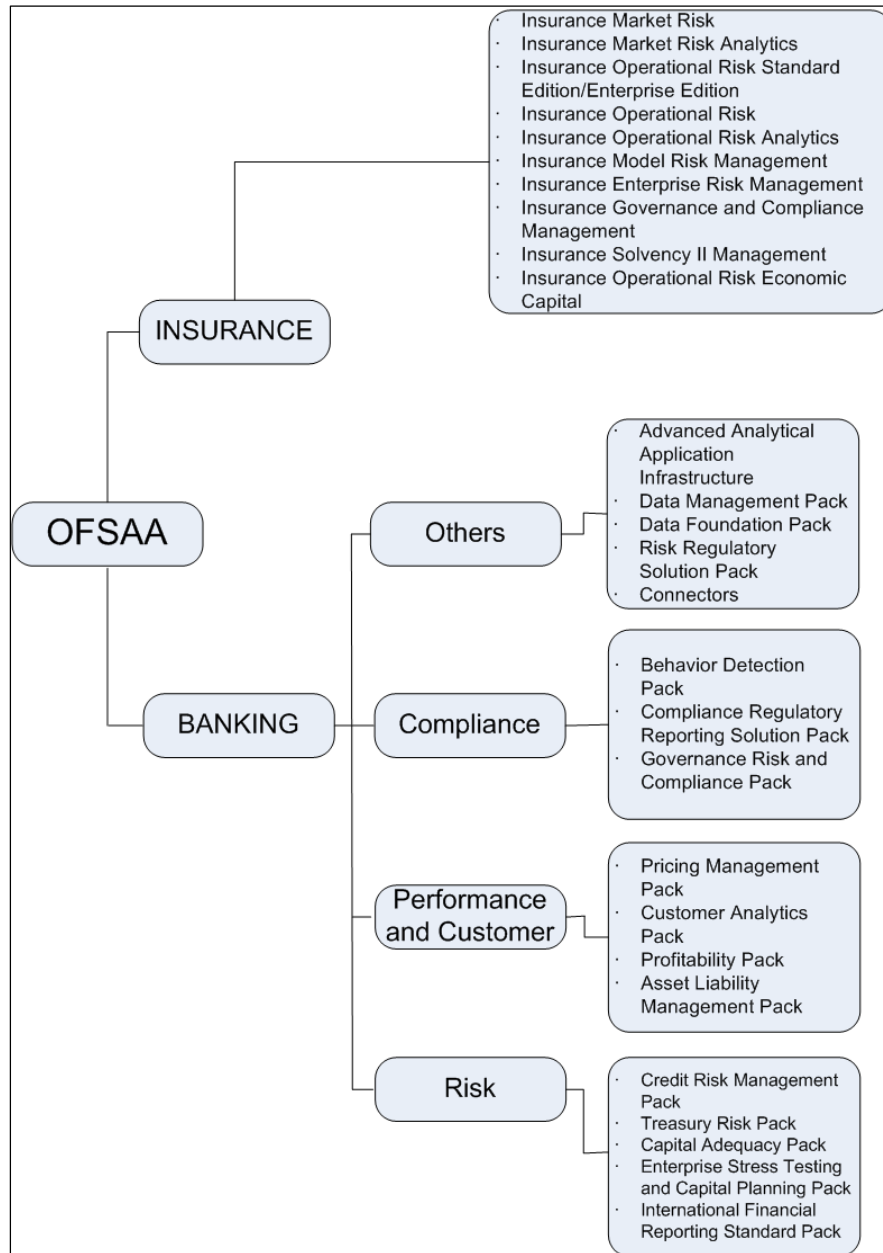 · Insurance Market Risk
· Insurance Market Risk Analytics
· Insurance Operational Risk Standard
Edition/Enterprise Edition
· Insurance Operational Risk
· Insurance Operational Risk Analytics
· Insurance Model Risk Management
· Insurance Enterprise Risk Management
· Insurance Governance and Compliance
Management
· Insurance Solvency II Management
· Insurance Operational Risk Economic
Capital
INSURANCE
OFSAA
BANKING
Others
· Advanced Analytical
Application
Infrastructure
· Data Management Pack
· Data Foundation Pack
· Risk Regulatory
Solution Pack
· Connectors
Compliance
· Behavior Detection
Pack
· Compliance Regulatory
Reporting Solution Pack
· Governance Risk and
Compliance Pack
Performance
and Customer
· Pricing Management
Pack
· Customer Analytics
Pack
· Profitability Pack
· Asset Liability
Management Pack
Risk
· Credit Risk Management
Pack
· Treasury Risk Pack
· Capital Adequacy Pack
· Enterprise Stress Testing
and Capital Planning Pack
· International Financial
Reporting Standard Pack